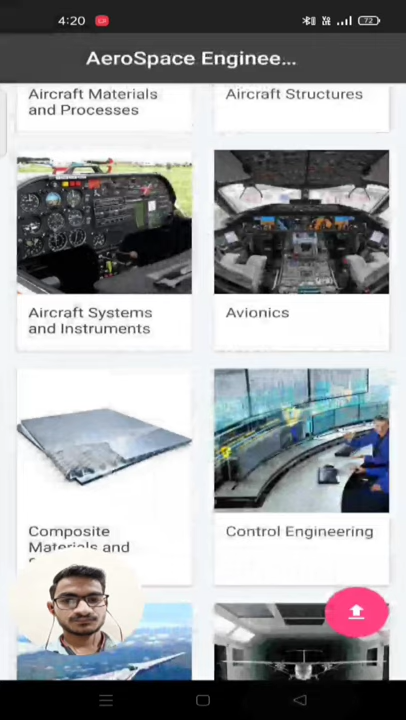 4:20
72
AeroSpace Enginee...
Aircraft Materials
and Processes
Aircraft Structures
Aircraft Systems
and Instruments
Avionics
Composite
Materials and
Control Engineering